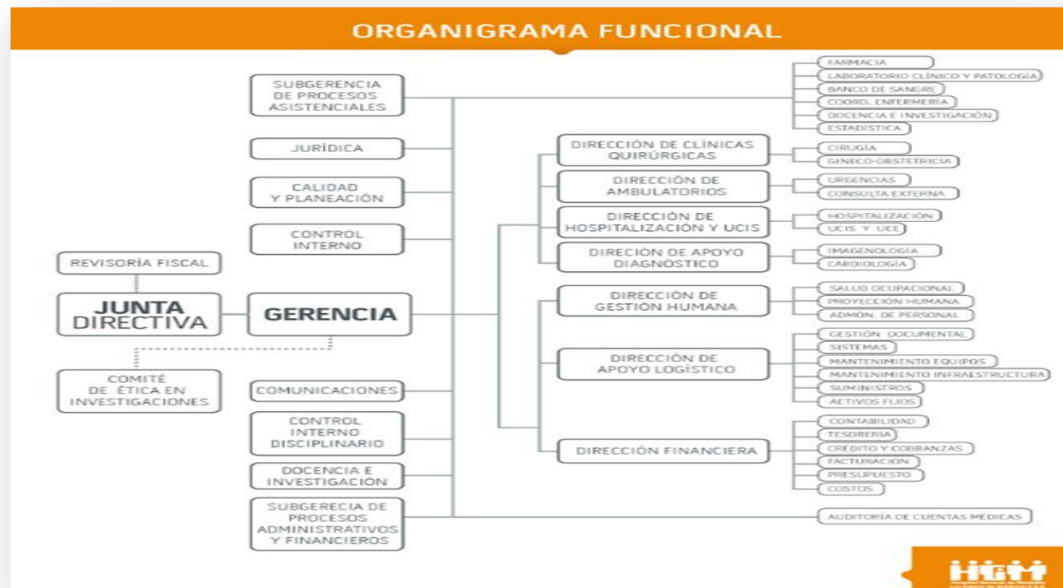 ORGANIGRAMA FUNCIONAL
SUBGERENCIA
DE PROCESOS
ASISTENCIALES
JURÍDICA
CALIDAD
Y PLANEACIÓN
CONTROL
INTERNO
REVISORÍA FISCAL
JUNTA
DIRECTIVA
GERENCIA
COMITÉ
DE ÉTICA EN
INVESTIGACIONES
COMUNICACIONES
CONTROL
INTERNO
DISCIPLINARIO
DOCENCIA E
INVESTIGACIÓN
SUBGERECIA DE
PROCESOS
ADMINISTRATIVOS
Y FINANCIEROS
DIRECCIÓN DE CLÍNICAS
QUIRÚRGICAS
DIRECCIÓN DE
AMBULATORIOS
DIRECCIÓN DE
HOSPITALIZACIÓN Y UCIS
DIRECIÓN DE APOYO
DIAGNÓSTICO
DIRECCIÓN DE
GESTIÓN HUMANA
DIRECCIÓN DE
APOYO LOGÍSTICO
DIRECCIÓN FINANCIERA
FARMACIA
LABORATORIO CLÍNICO Y PATOLOGÍA
BANCO DE SANGRE
COORD. ENFERMERÍA
DOCENCIA E INVESTIGACIÓN
ESTADÍSTICA
CIRUGÍA
GINECO-OBSTETRICIA
URGENCIAS
CONSULTA EXTERNA
HOSPITALIZACIÓN
UCIS Y UCE
IMAGENOLOGÍA
CARDIOLOGÍA
SALUD OCUPACIONAL
PROYECCIÓN HUMANA
ADMÓN. DE PERSONAL
GESTIÓN DOCUMENTAL
SISTEMAS
MANTENIMIENTO EQUIPOS
MANTENIMIENTO INFRAESTRUCTURA
SUMINISTROS
ACTIVOS FIJOS
CONTABILIDAD
TESORERÍA
CRÉDITO Y COBRANZAS
FACTURACIÓN
PRESUPUESTO
COSTOS
AUDITORÍA DE CUENTAS MÉDICAS
HGM